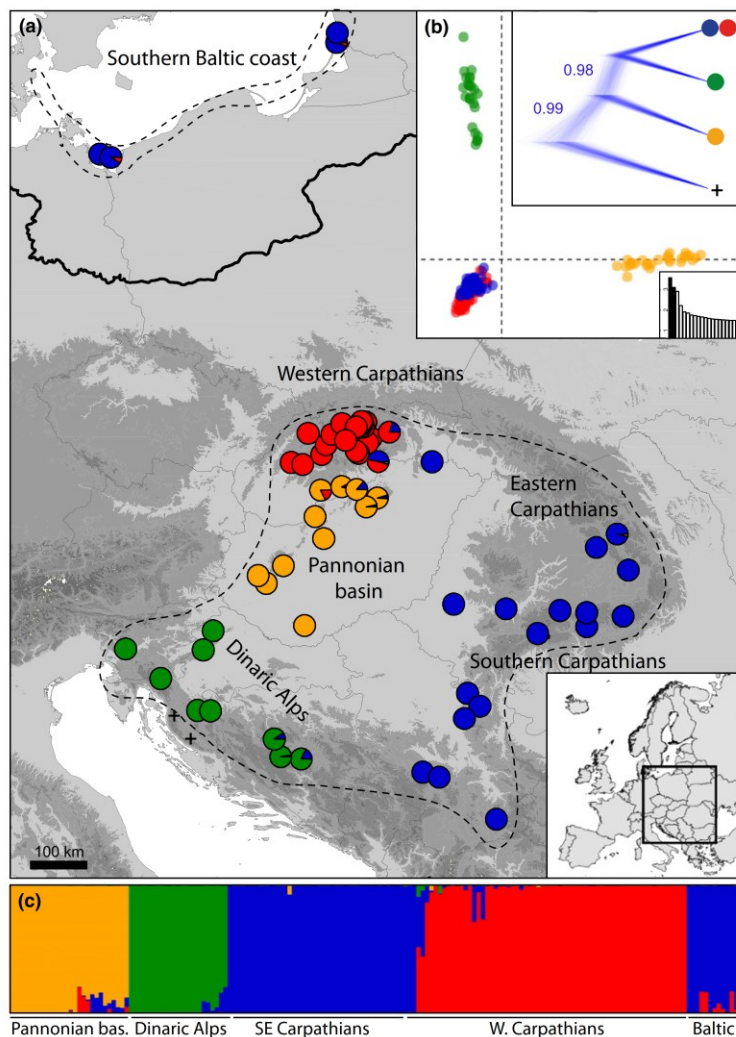 (a)
Southern Baltic coast
(b)
0.98
0.99
+
Western Carpathians
Eastern
Carpathians
Pannonian
basin
Southern Carpathians
Dinaric Alps
+
+
100 km
(c)
Pannonian bas. Dinaric Alps SE Carpathians W. Carpathians Baltic